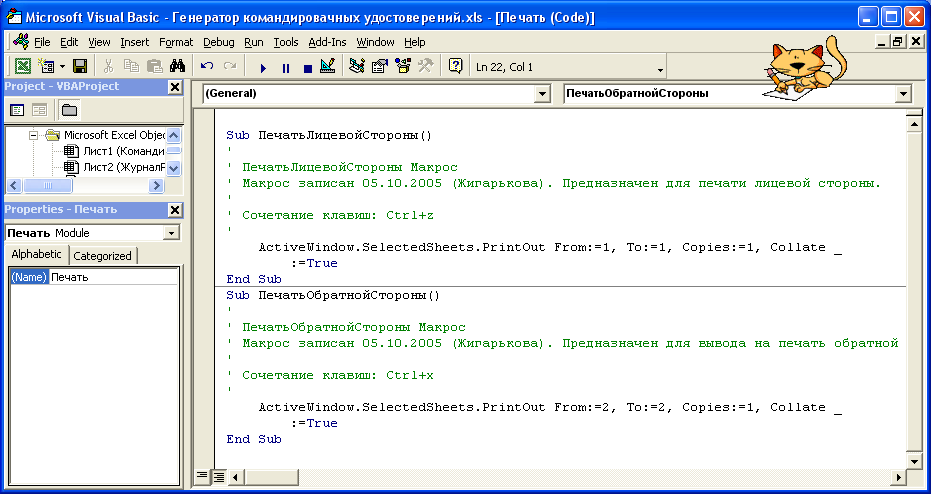 Microsoft Visual Basic - Генератор командировачных удостоверений.xls - [Печать (Code)]
File Edit View Insert Format Debug Run Tools Add-Ins Window Help
Ln 22, Col 1
Project - VBAProject
Microsoft Excel Objec
Лист1 (Команди
Лист2 (ЖурналР
Properties - Печать
Печать Module
Alphabetic Categorized
(Name) Печать
(General) ПечатьОбратнойСтороны
Sub ПечатьЛицевойСтороны()
'
' ПечатьЛицевойСтороны Макрос
' Макрос записан 05.10.2005 (Жигарькова). Предназначен для печати лицевой стороны.
'
' Сочетание клавиш: Ctrl+z
'
ActiveWindow.SelectedSheets.PrintOut From:=1, To:=1, Copies:=1, Collate _
:=True
End Sub
Sub ПечатьОбратнойСтороны()
'
' ПечатьОбратнойСтороны Макрос
' Макрос записан 05.10.2005 (Жигарькова). Предназначен для вывода на печать обратной
'
' Сочетание клавиш: Ctrl+x
'
ActiveWindow.SelectedSheets.PrintOut From:=2, To:=2, Copies:=1, Collate _
:=True
End Sub